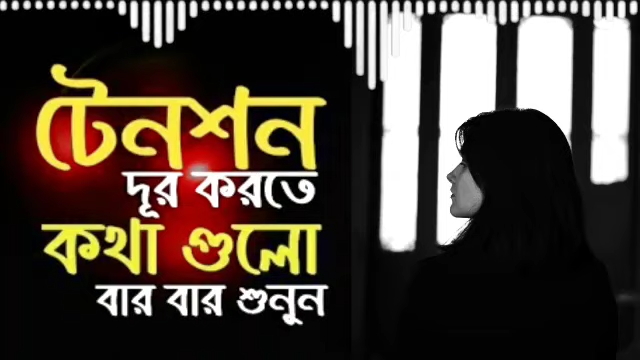 টেনশন
দূর করতে
কথা গুলো
বার বার শুনুন